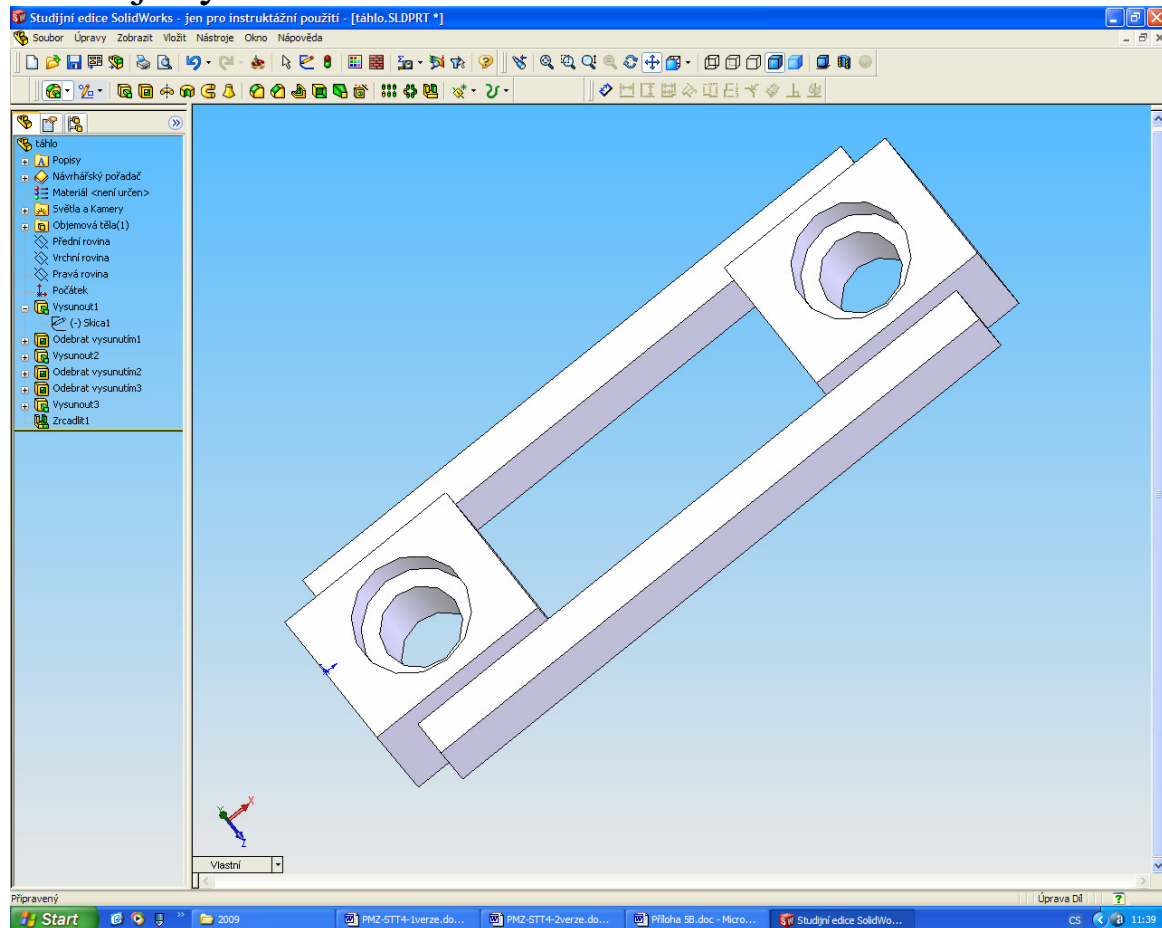 Studijní edice SolidWorks - jen pro instruktážní použití - [táhlo.SLDPRT *]
Soubor Úpravy Zobrazit Vložit Nástroje Okno Nápověda
táhlo
Popisy
Návrhářský pořadač
Materiál <není určen>
Světla a Kamery
Objemová těla(1)
Přední rovina
Vrchní rovina
Pravá rovina
Počátek
Vysunout1
(-) Skica1
Odebrat vysunutím1
Vysunout2
Odebrat vysunutím2
Odebrat vysunutím3
Vysunout3
Zrcadlit1
Y X
Z
Vlastní
Připravený Úprava Díl
Start 2009 PMZ-STT4-1verze.do... PMZ-STT4-2verze.do... Příloha 5B.doc - Micro... Studijní edice SolidWo... CS 11:39